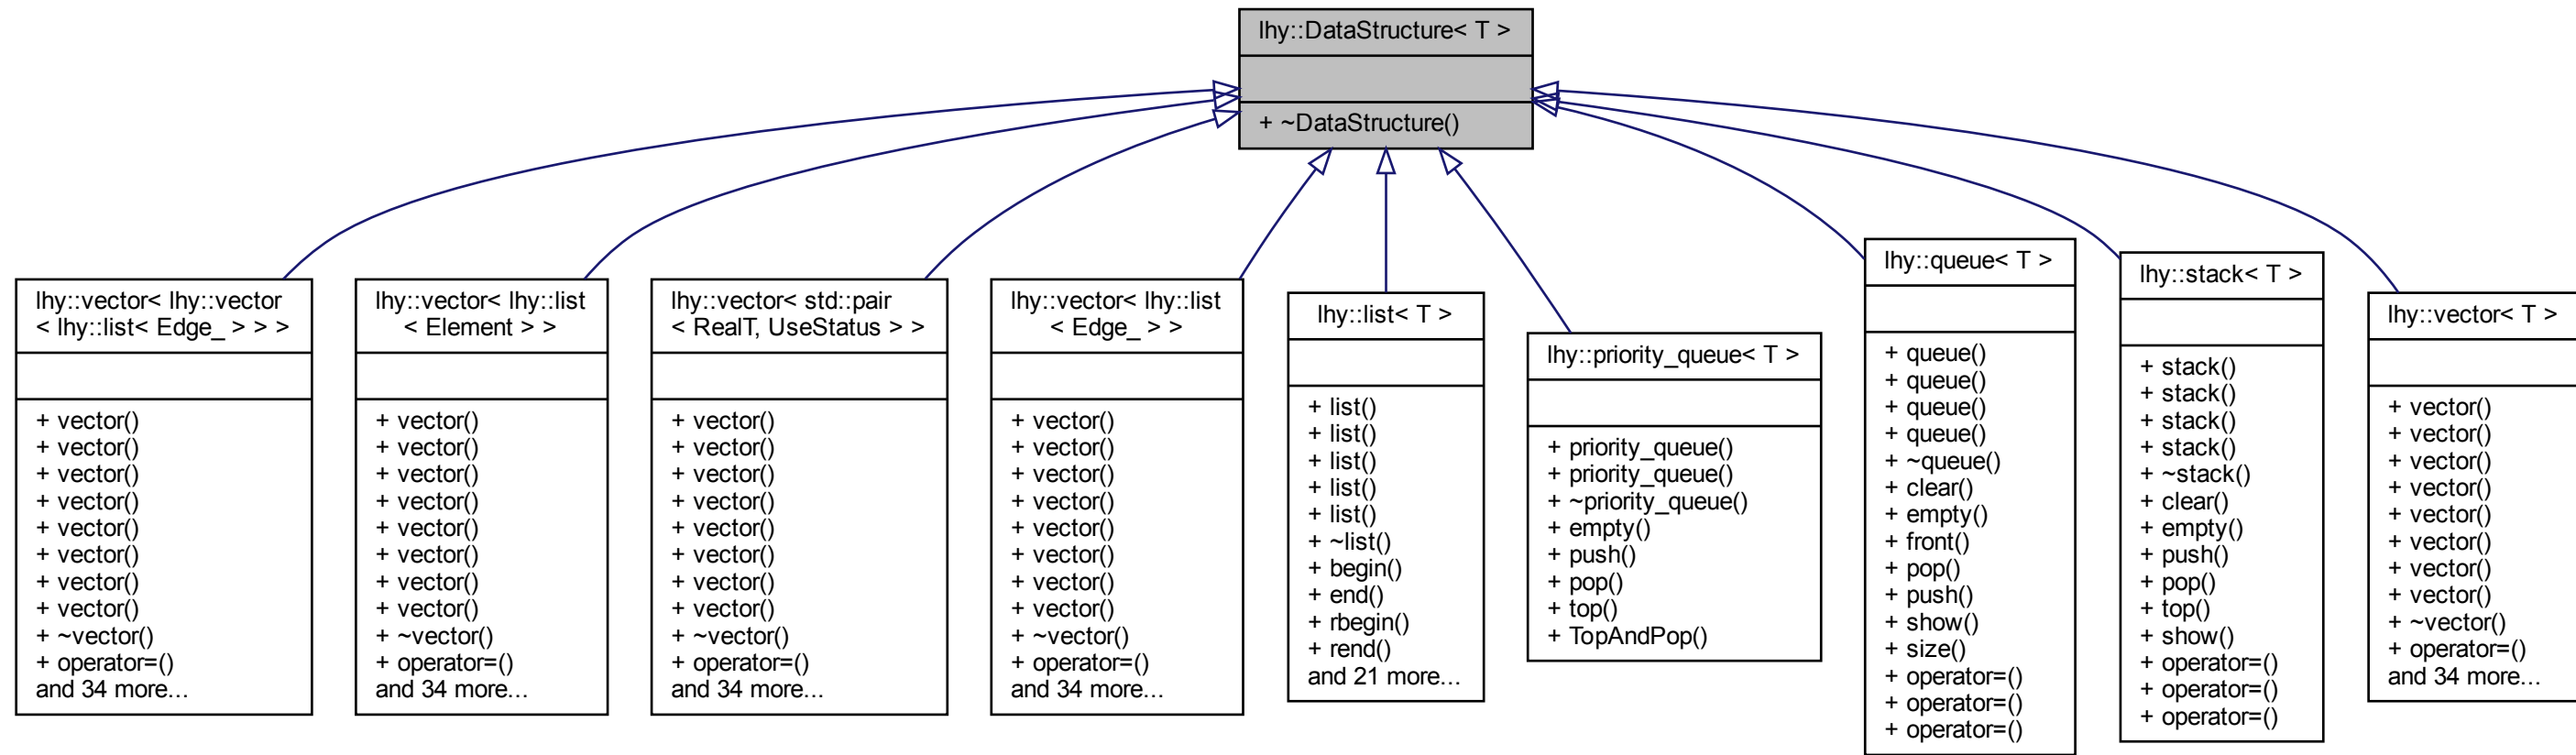 lhy::DataStructure< T >
+ ~DataStructure()
lhy::vector< lhy::vector
< lhy::list< Edge_ > > >
+ vector()
+ vector()
+ vector()
+ vector()
+ vector()
+ vector()
+ vector()
+ vector()
+ ~vector()
+ operator=()
and 34 more...
lhy::vector< lhy::list
< Element > >
+ vector()
+ vector()
+ vector()
+ vector()
+ vector()
+ vector()
+ vector()
+ vector()
+ ~vector()
+ operator=()
and 34 more...
lhy::vector< std::pair
< RealT, UseStatus > >
+ vector()
+ vector()
+ vector()
+ vector()
+ vector()
+ vector()
+ vector()
+ vector()
+ ~vector()
+ operator=()
and 34 more...
lhy::vector< lhy::list
< Edge_ > >
+ vector()
+ vector()
+ vector()
+ vector()
+ vector()
+ vector()
+ vector()
+ vector()
+ ~vector()
+ operator=()
and 34 more...
lhy::list< T >
+ list()
+ list()
+ list()
+ list()
+ list()
+ ~list()
+ begin()
+ end()
+ rbegin()
+ rend()
and 21 more...
lhy::priority_queue< T >
+ priority_queue()
+ priority_queue()
+ ~priority_queue()
+ empty()
+ push()
+ pop()
+ top()
+ TopAndPop()
lhy::queue< T >
+ queue()
+ queue()
+ queue()
+ queue()
+ ~queue()
+ clear()
+ empty()
+ front()
+ pop()
+ push()
+ show()
+ size()
+ operator=()
+ operator=()
+ operator=()
lhy::stack< T >
+ stack()
+ stack()
+ stack()
+ stack()
+ ~stack()
+ clear()
+ empty()
+ push()
+ pop()
+ top()
+ show()
+ operator=()
+ operator=()
+ operator=()
lhy::vector< T >
+ vector()
+ vector()
+ vector()
+ vector()
+ vector()
+ vector()
+ vector()
+ vector()
+ ~vector()
+ operator=()
and 34 more...